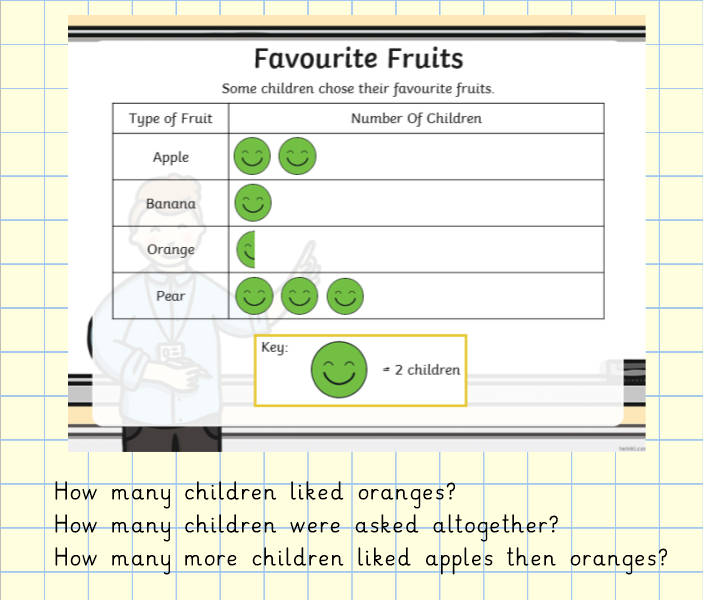 Favourite Fruits
Some children chose their favourite fruits.
Type of Fruit Number Of Children
Apple
Banana
Orange
Pear
Key:
= 2 children
How many children liked oranges?
How many children were asked altogether?
How many more children liked apples then oranges?